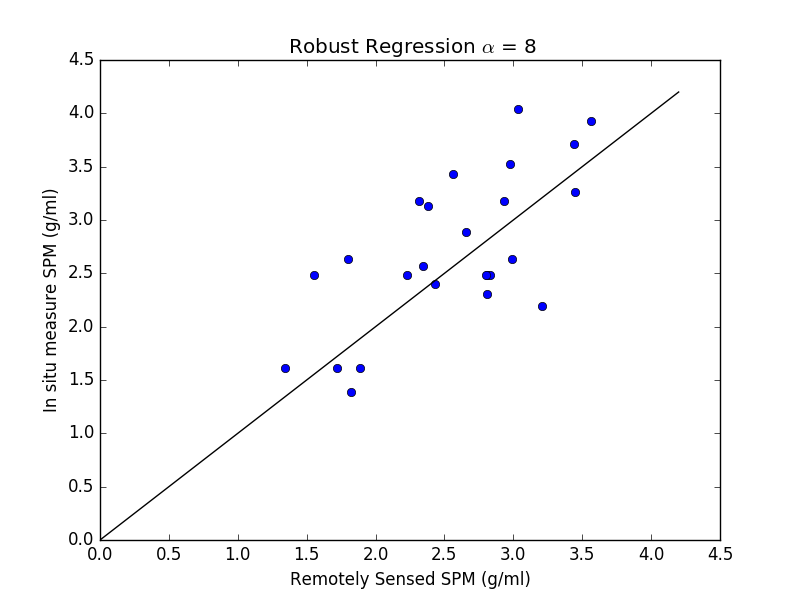 Robust Regression α = 8
In situ measure SPM (g/ml)
4.5
4.0
3.5
3.0
2.5
2.0
1.5
1.0
0.5
0.0
0.0 0.5 1.0 1.5 2.0 2.5 3.0 3.5 4.0 4.5
Remotely Sensed SPM (g/ml)